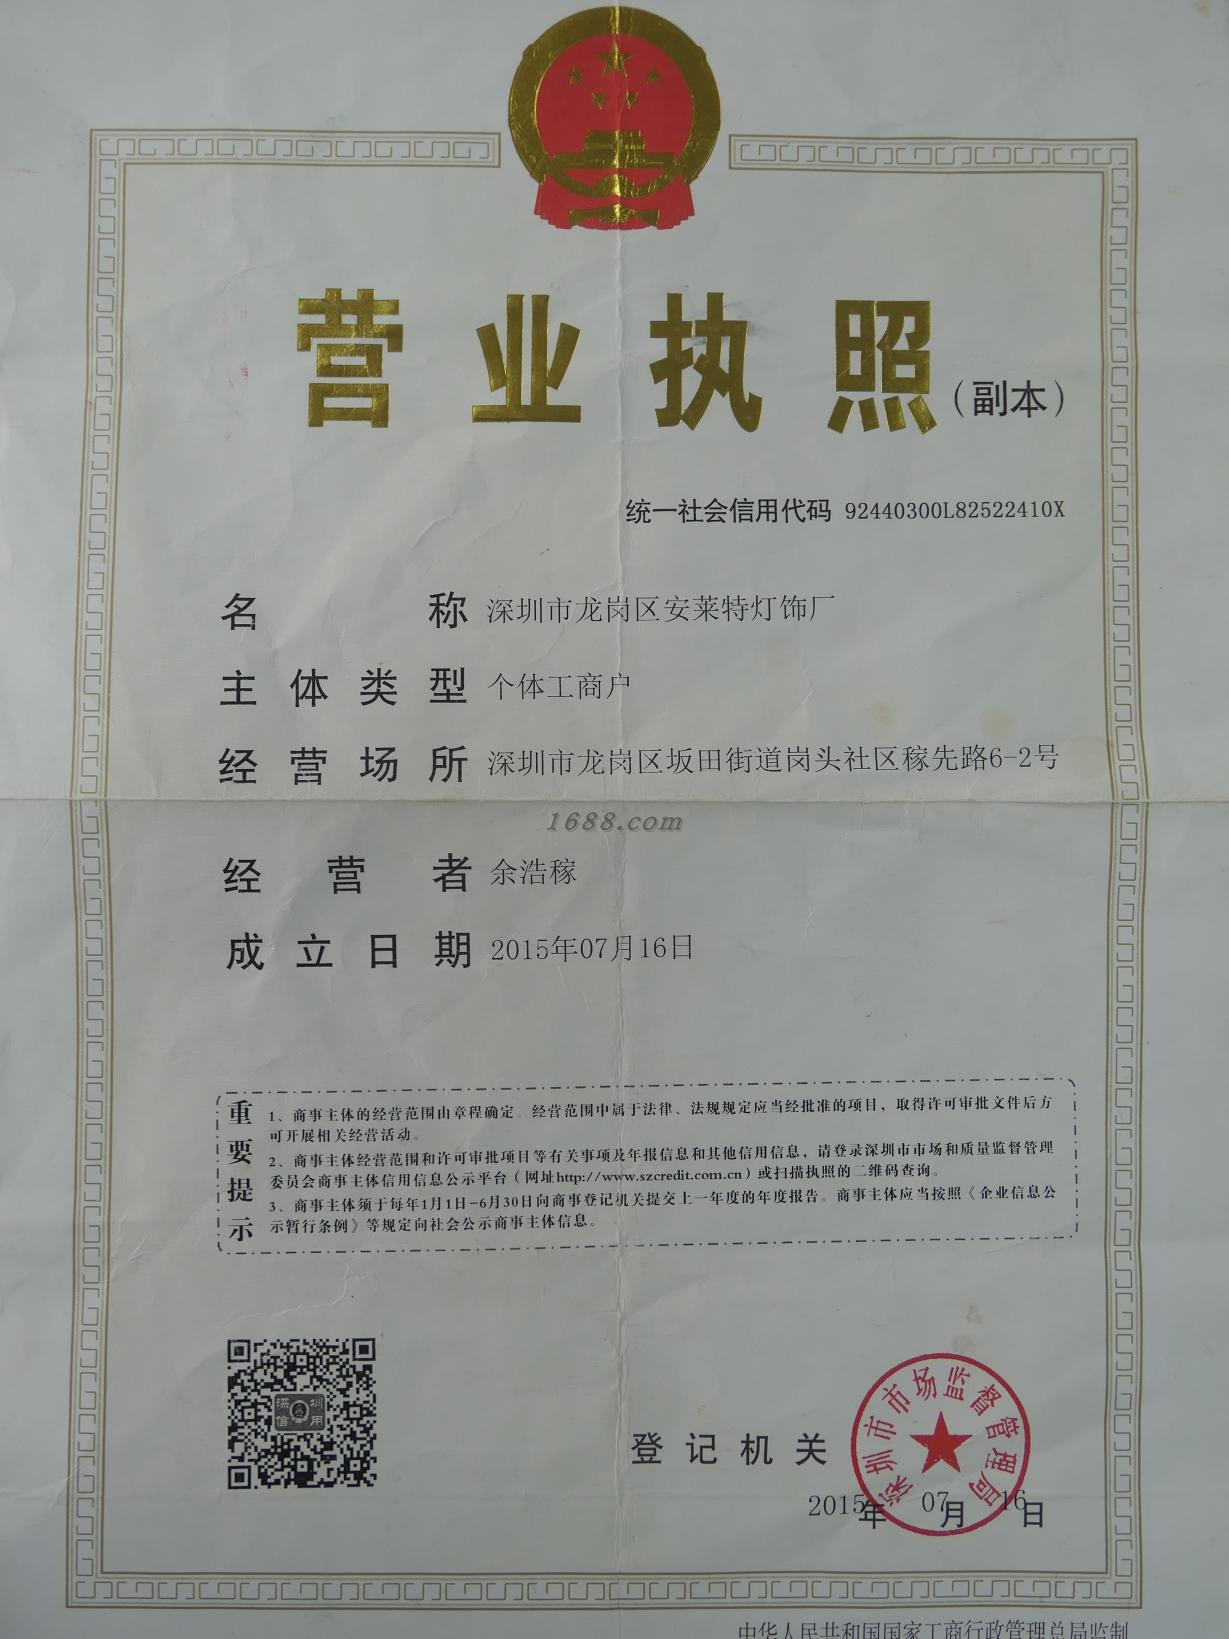 营业执照(副本)
统一社会信用代码 92440300L82522410X
名称 深圳市龙岗区安莱特灯饰厂
主体类型 个体工商户
经营场所 深圳市龙岗区坂田街道岗头社区稼先路6-2号
1688.com
经营者 余浩稼
成立日期 2015年07月16日
重要提示
1、商事主体的经营范围由章程确定。经营范围中属于法律、法规规定应当经批准的项目，取得许可审批文件后方
可开展相关经营活动。
2、商事主体经营范围和许可审批项目等有关事项及年报信息和其他信用信息，请登录深圳市市场和质量监督管理
委员会商事主体信用信息公示平台（网址http://www.szcredit.com.cn）或扫描执照的二维码查询。
3、商事主体须于每年1月1日-6月30日向商事登记机关提交上一年度的年度报告。商事主体应当按照《企业信息公
示暂行条例》等规定向社会公示商事主体信息。
深圳信用
登记机关
深圳市市场监督管理局
2015年07月16日
中华人民共和国国家工商行政管理总局监制